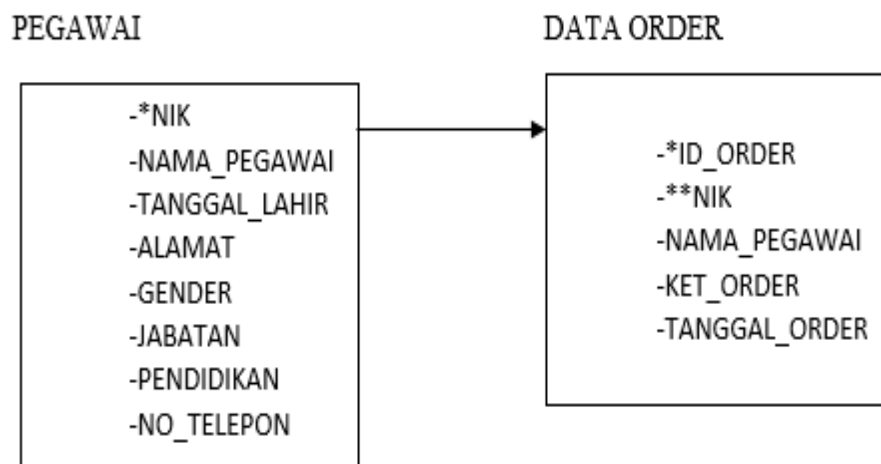 PEGAWAI
-*NIK
-NAMA_PEGAWAI
-TANGGAL_LAHIR
-ALAMAT
-GENDER
-JABATAN
-PENDIDIKAN
-NO_TELEPON
DATA ORDER
-*ID_ORDER
-**NIK
-NAMA_PEGAWAI
-KET_ORDER
-TANGGAL_ORDER